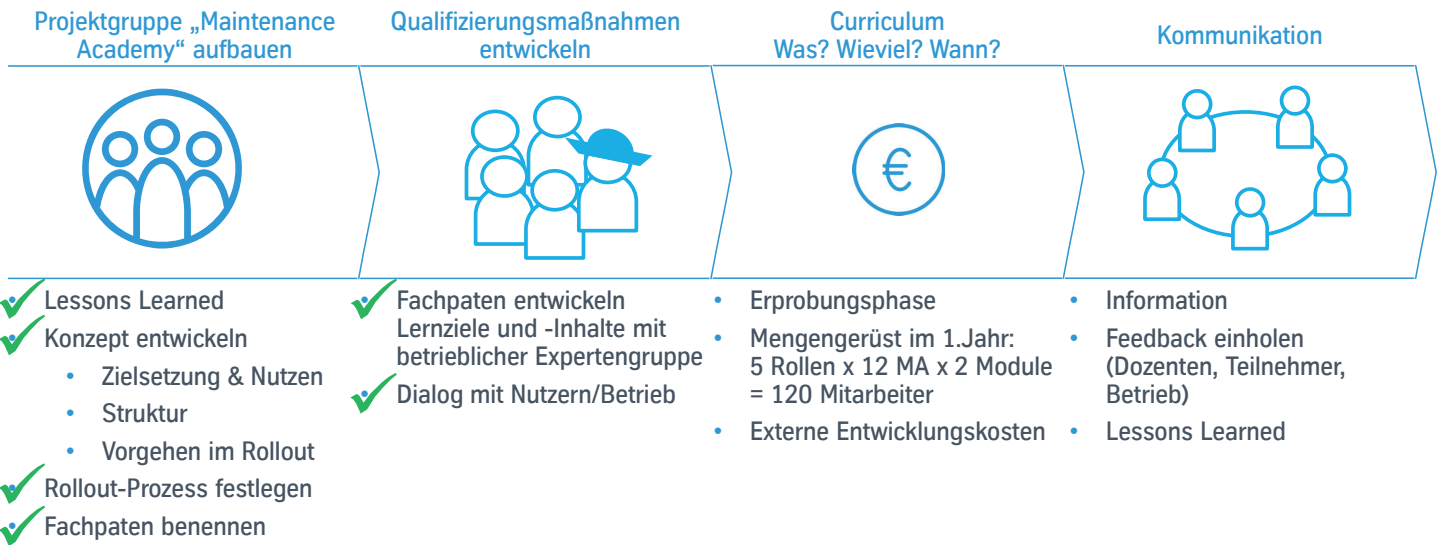 Projektgruppe „Maintenance
Academy“ aufbauen
Qualifizierungsmaßnahmen
entwickeln
Curriculum
Was? Wieviel? Wann?
Kommunikation
€
• Lessons Learned
• Konzept entwickeln
• Zielsetzung & Nutzen
• Struktur
• Vorgehen im Rollout
• Rollout-Prozess festlegen
• Fachpaten benennen
• Fachpaten entwickeln
Lernziele und -Inhalte mit
betrieblicher Expertengruppe
• Dialog mit Nutzern/Betrieb
• Erprobungsphase
• Mengengerüst im 1.Jahr:
5 Rollen x 12 MA x 2 Module
= 120 Mitarbeiter
• Externe Entwicklungskosten
• Information
• Feedback einholen
(Dozenten, Teilnehmer,
Betrieb)
• Lessons Learned